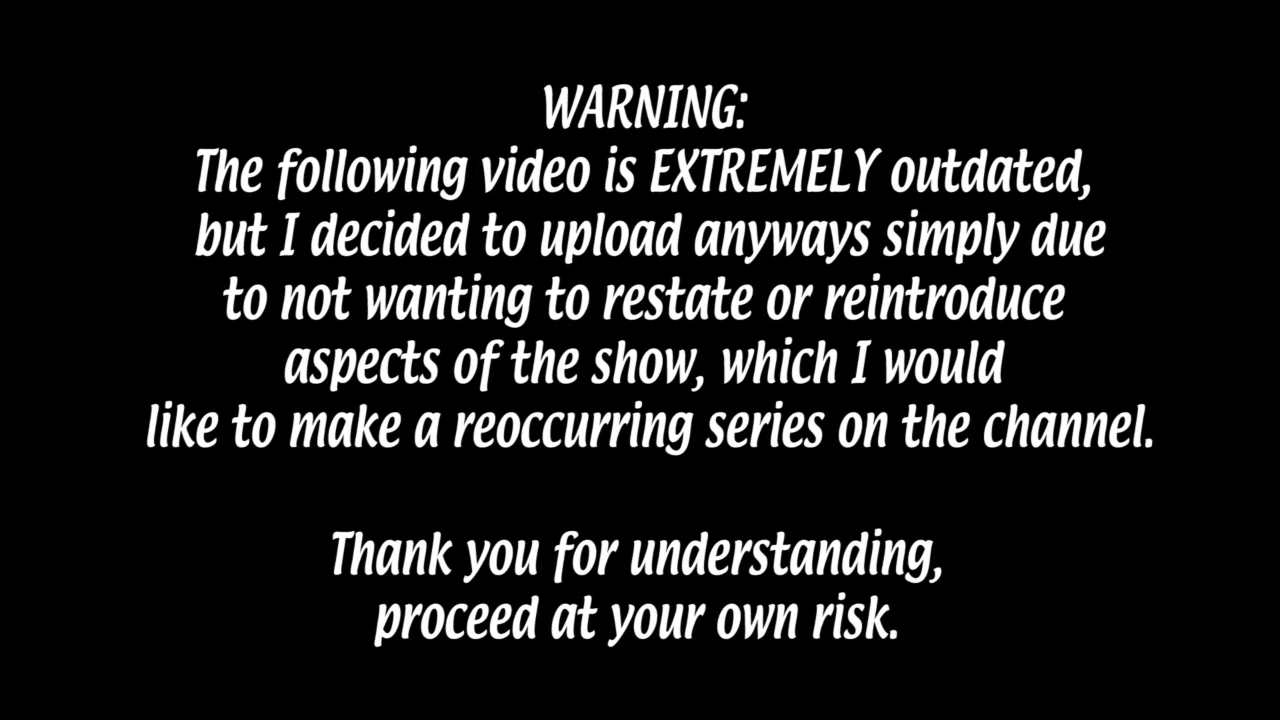 WARNING:
The following video is EXTREMELY outdated,
but I decided to upload anyways simply due
to not wanting to restate or reintroduce
aspects of the show, which I would
like to make a reoccurring series on the channel.
Thank you for understanding,
proceed at your own risk.